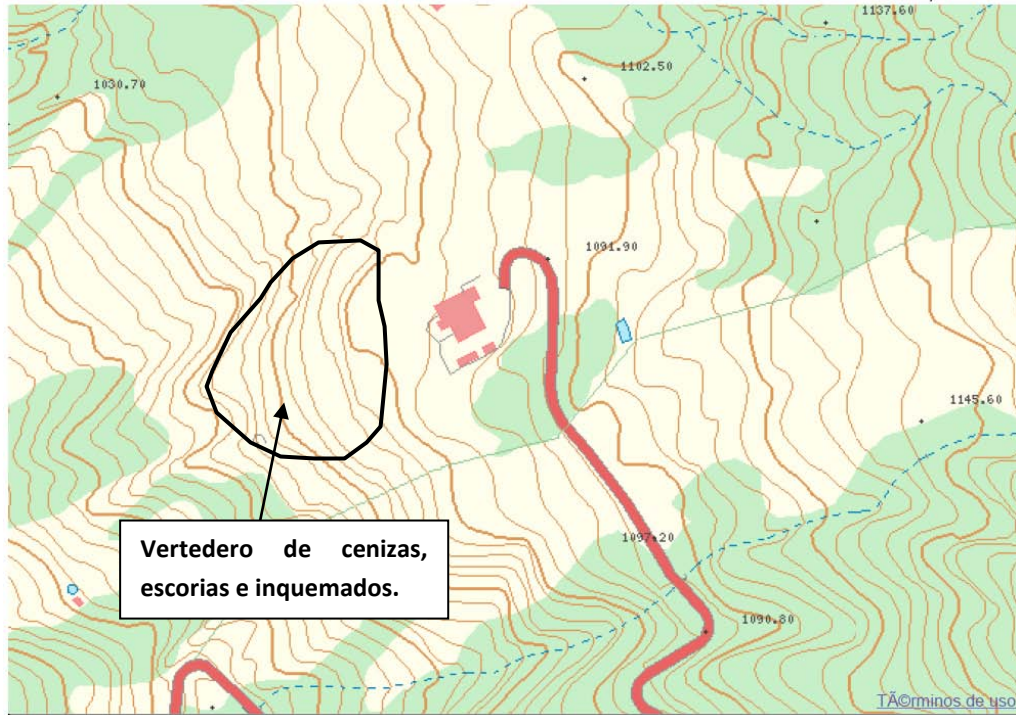 1137.60
1102.50
1030.70
1091.90
1145.60
1097.20
Vertedero de cenizas,
escorias e inquemados.
1090.80
TÃ©rminos de uso